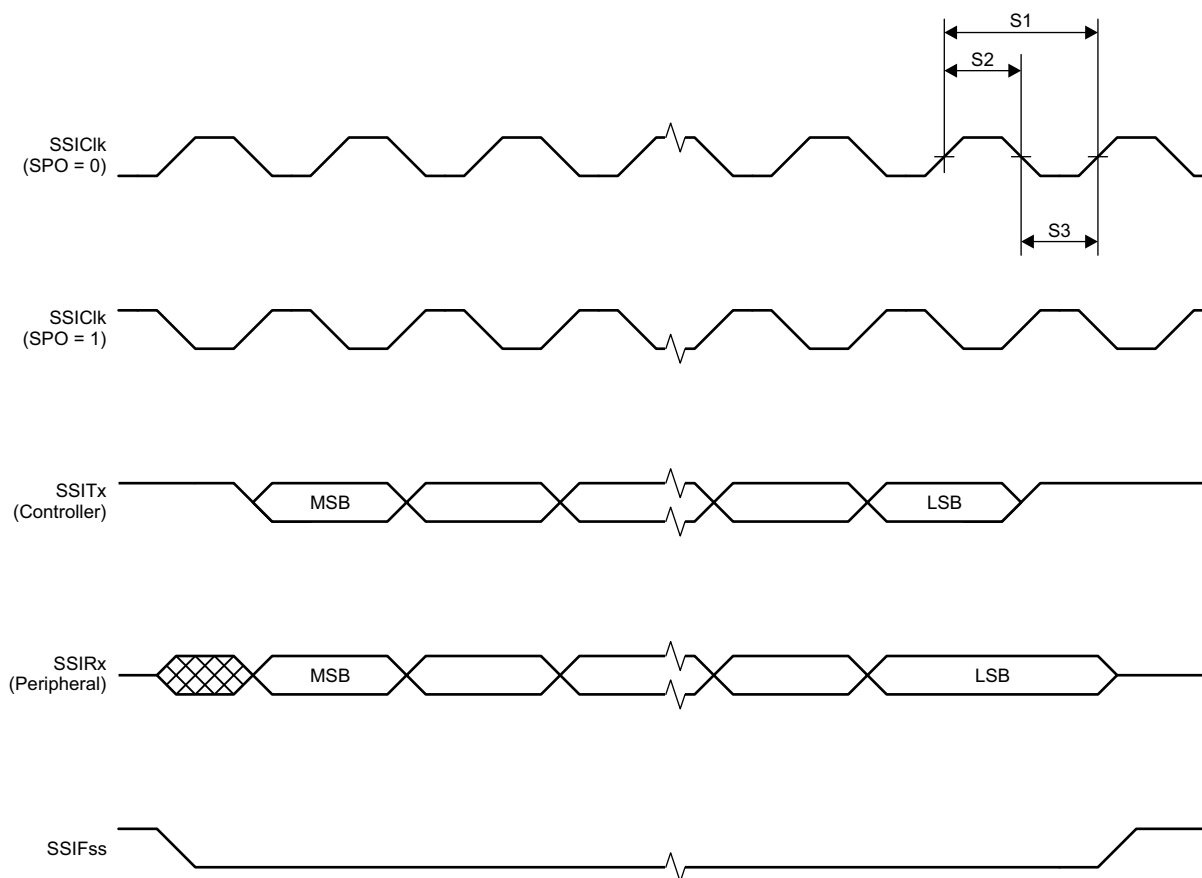 S1
S2
SSIClk
(SPO = 0)
S3
SSIClk
(SPO = 1)
SSITx
(Controller)
MSB
LSB
SSIRx
(Peripheral)
MSB
LSB
SSIFss